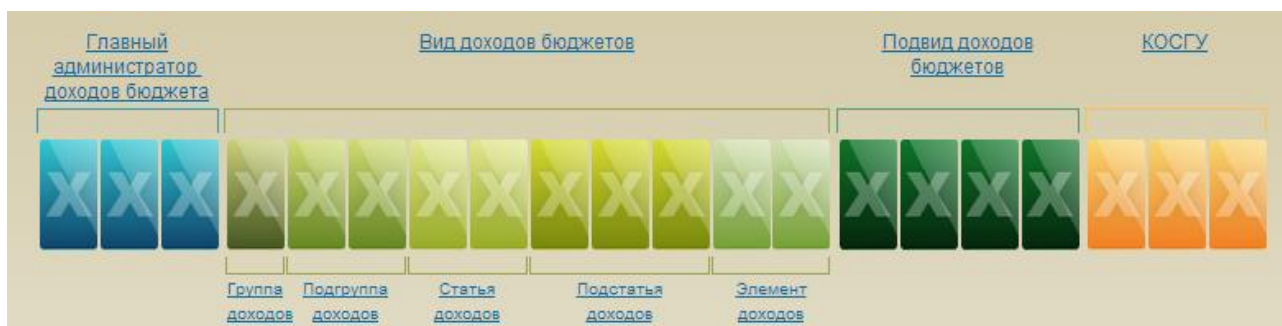 Главный администратор доходов бюджета
Вид доходов бюджетов
Подвид доходов бюджетов
КОСГУ
X X X X X X X X X X X X X X X X X X X X
Группа доходов
Подгруппа доходов
Статья доходов
Подстатья доходов
Элемент доходов